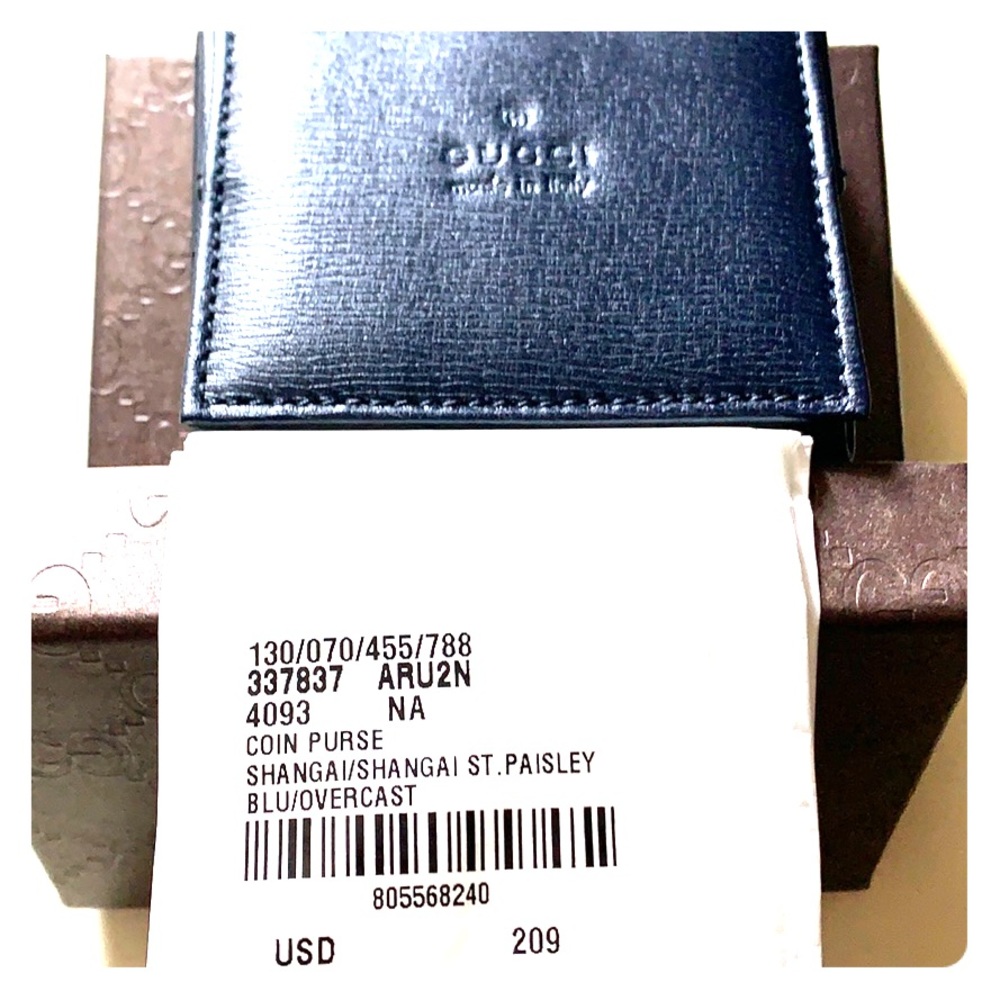 GUCCI
made in italy
130/070/455/788
337837 ARU2N
4093 NA
COIN PURSE
SHANGAI/SHANGAI ST.PAISLEY
BLU/OVERCAST
805568240
USD 209